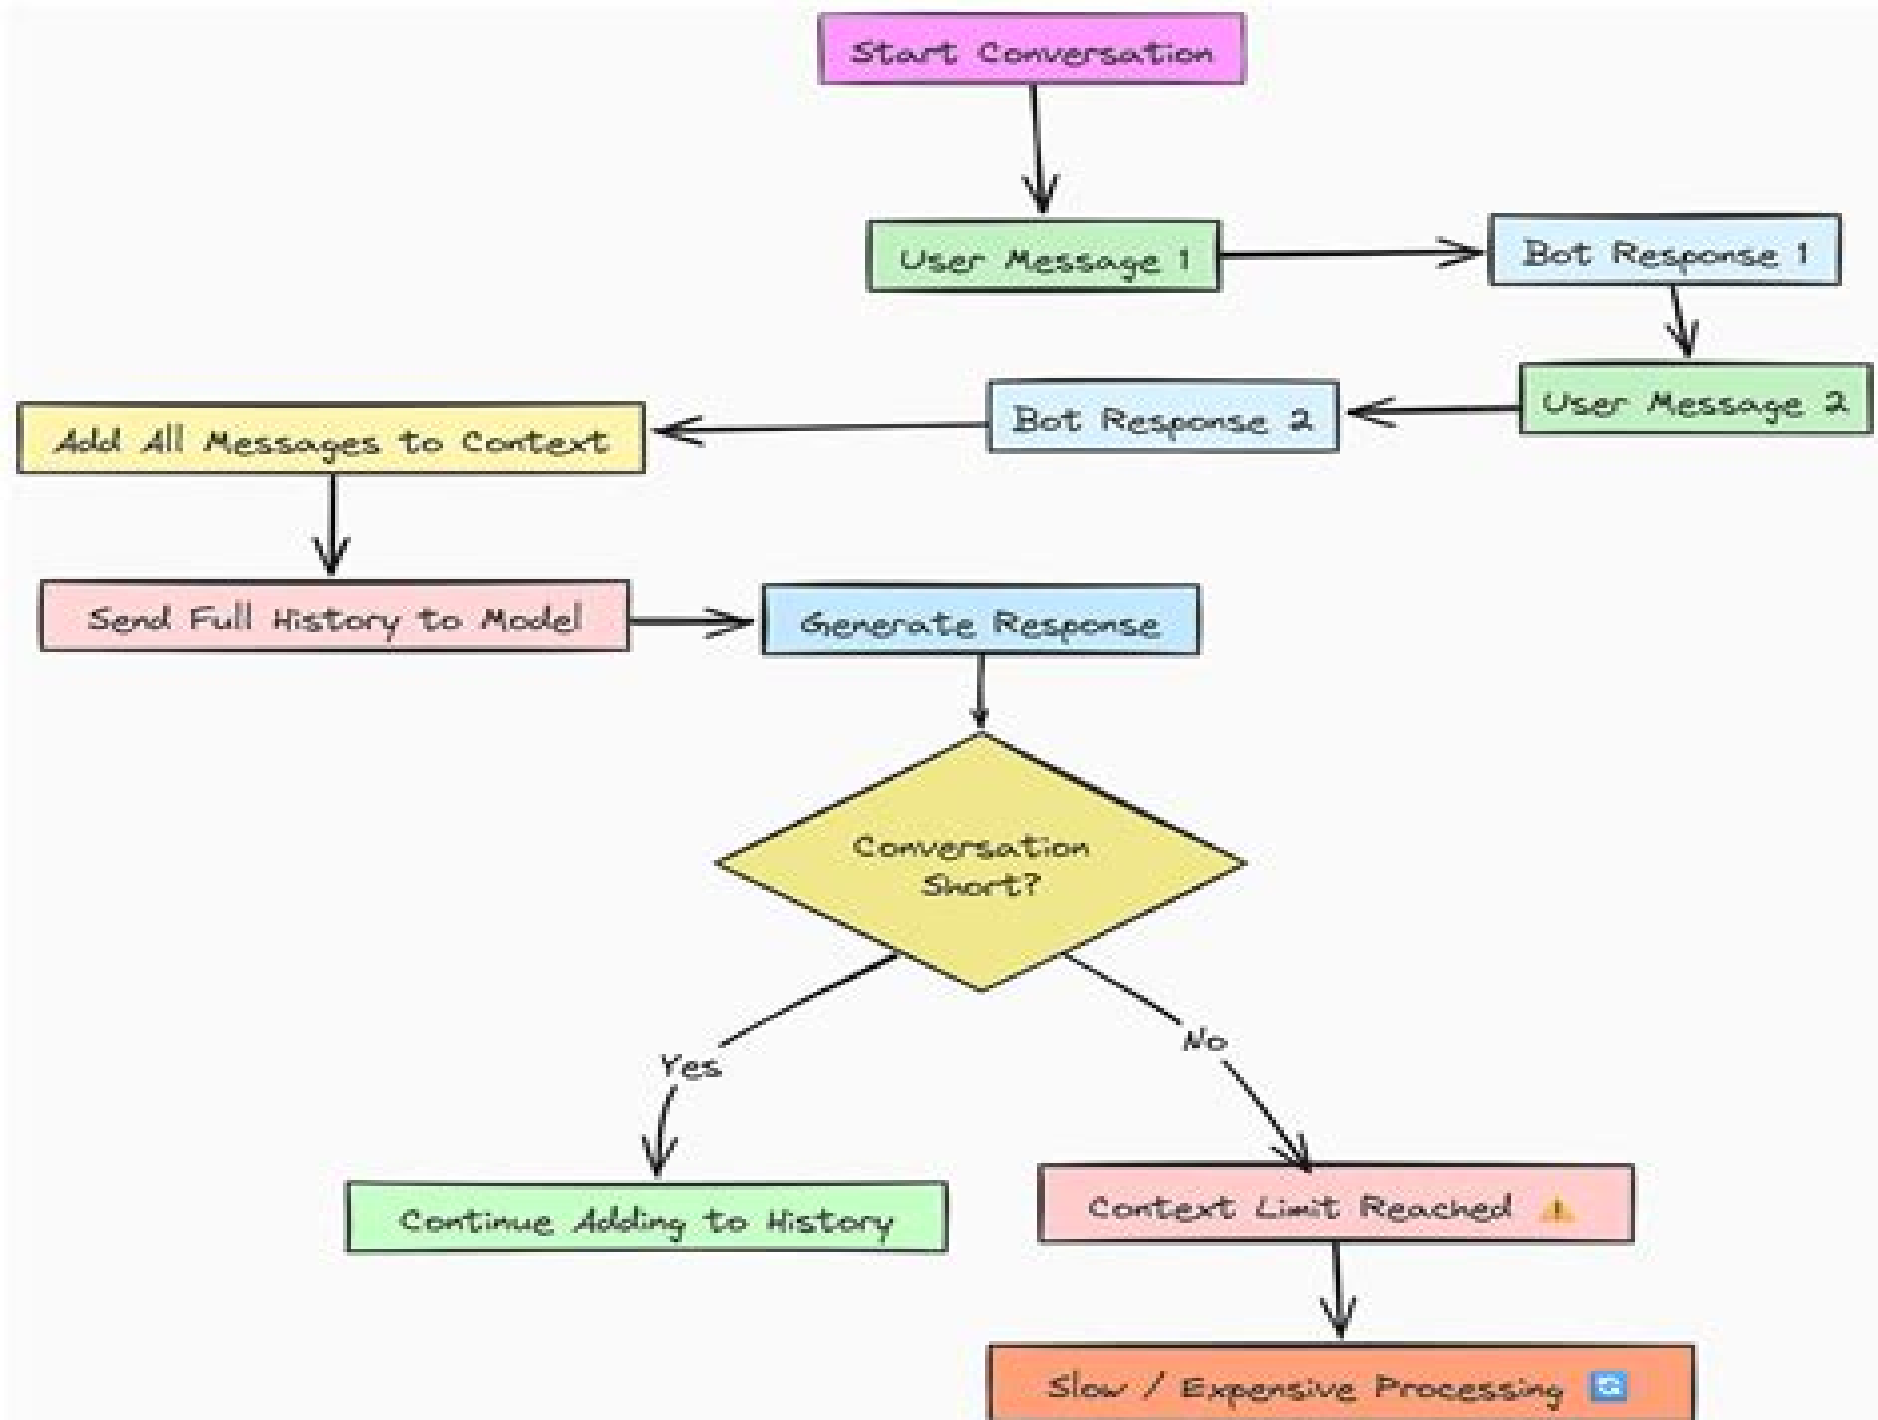 Start Conversation
User Message 1
Bot Response 1
User Message 2
Bot Response 2
Add All Messages to Context
Send Full History to Model
Generate Response
Conversation
Short?
Yes
No
Continue Adding to History
Context Limit Reached ⚠️
Slow / Expensive Processing 🔄